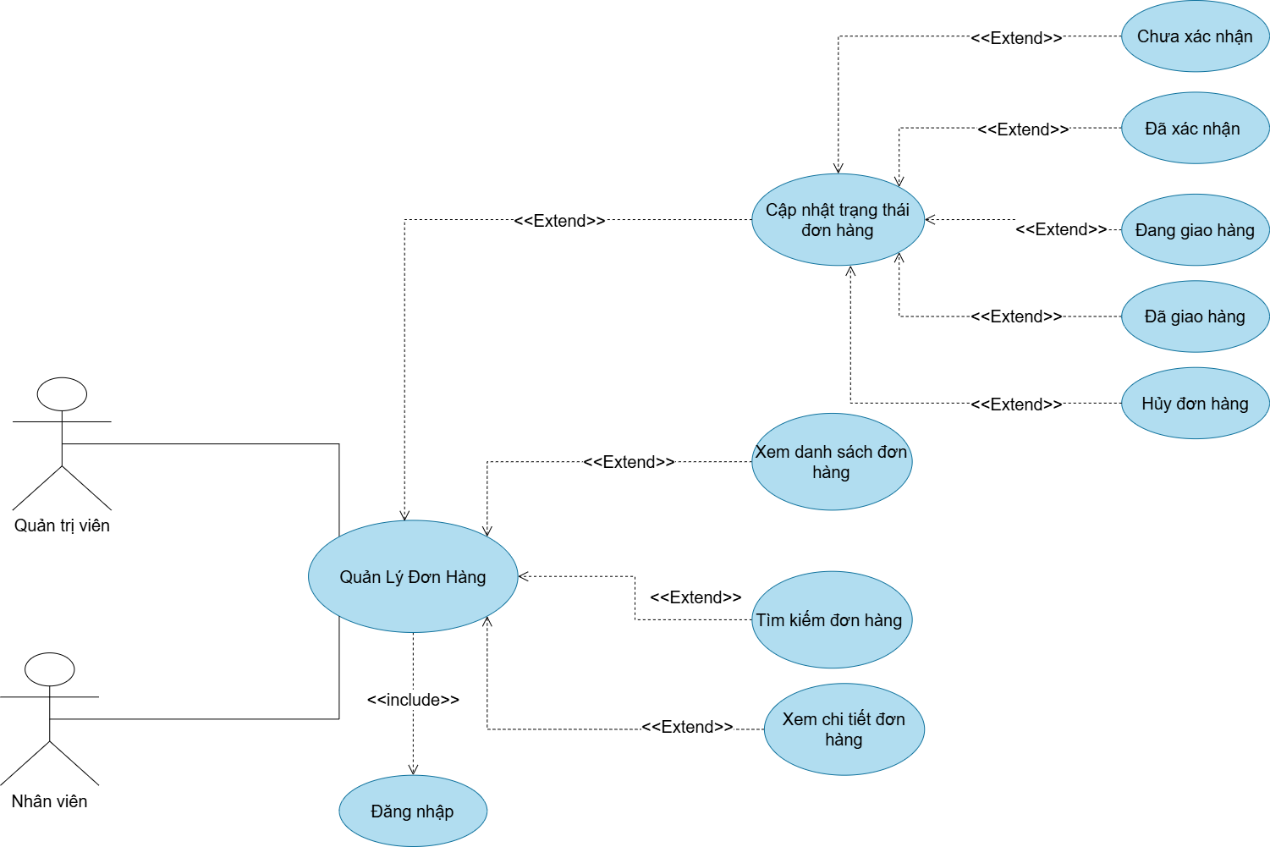 <<Extend>>
Chưa xác nhận
<<Extend>>
Đã xác nhận
Cập nhật trạng thái
đơn hàng
<<Extend>>
<<Extend>>
Đang giao hàng
<<Extend>>
Đã giao hàng
<<Extend>>
Hủy đơn hàng
Xem danh sách đơn
hàng
<<Extend>>
Quản trị viên
Quản Lý Đơn Hàng
<<Extend>>
Tìm kiếm đơn hàng
<<include>>
<<Extend>>
Xem chi tiết đơn
hàng
Nhân viên
Đăng nhập